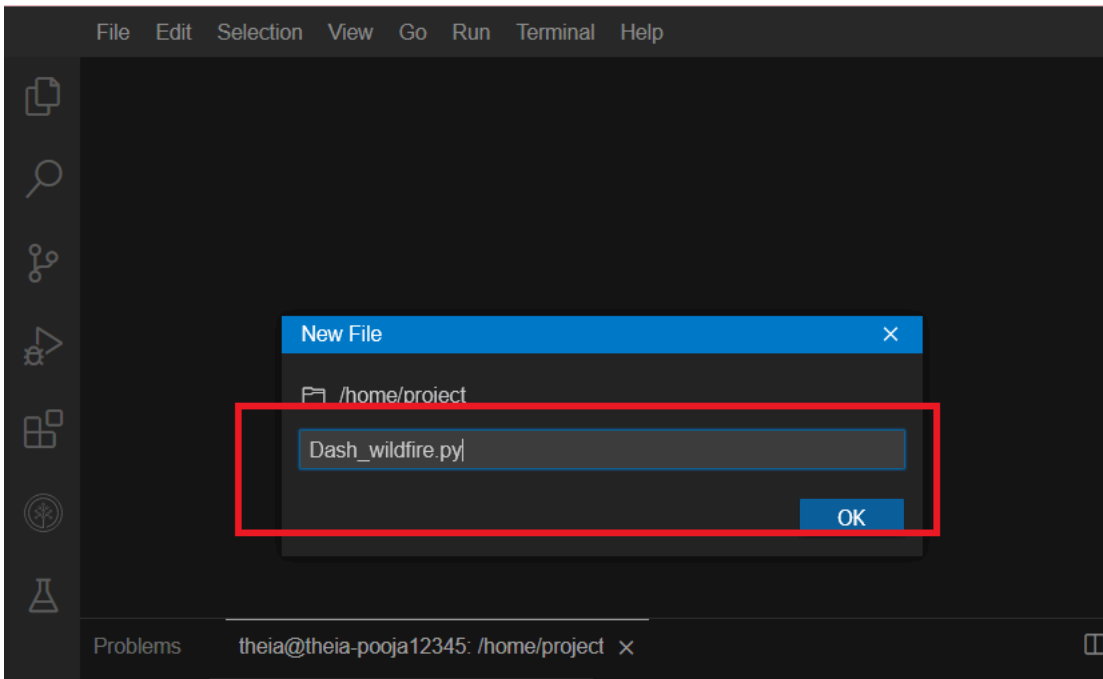 File Edit Selection View Go Run Terminal Help
New File
/home/project
Dash_wildfire.py
OK
Problems theia@theia-pooja12345: /home/project